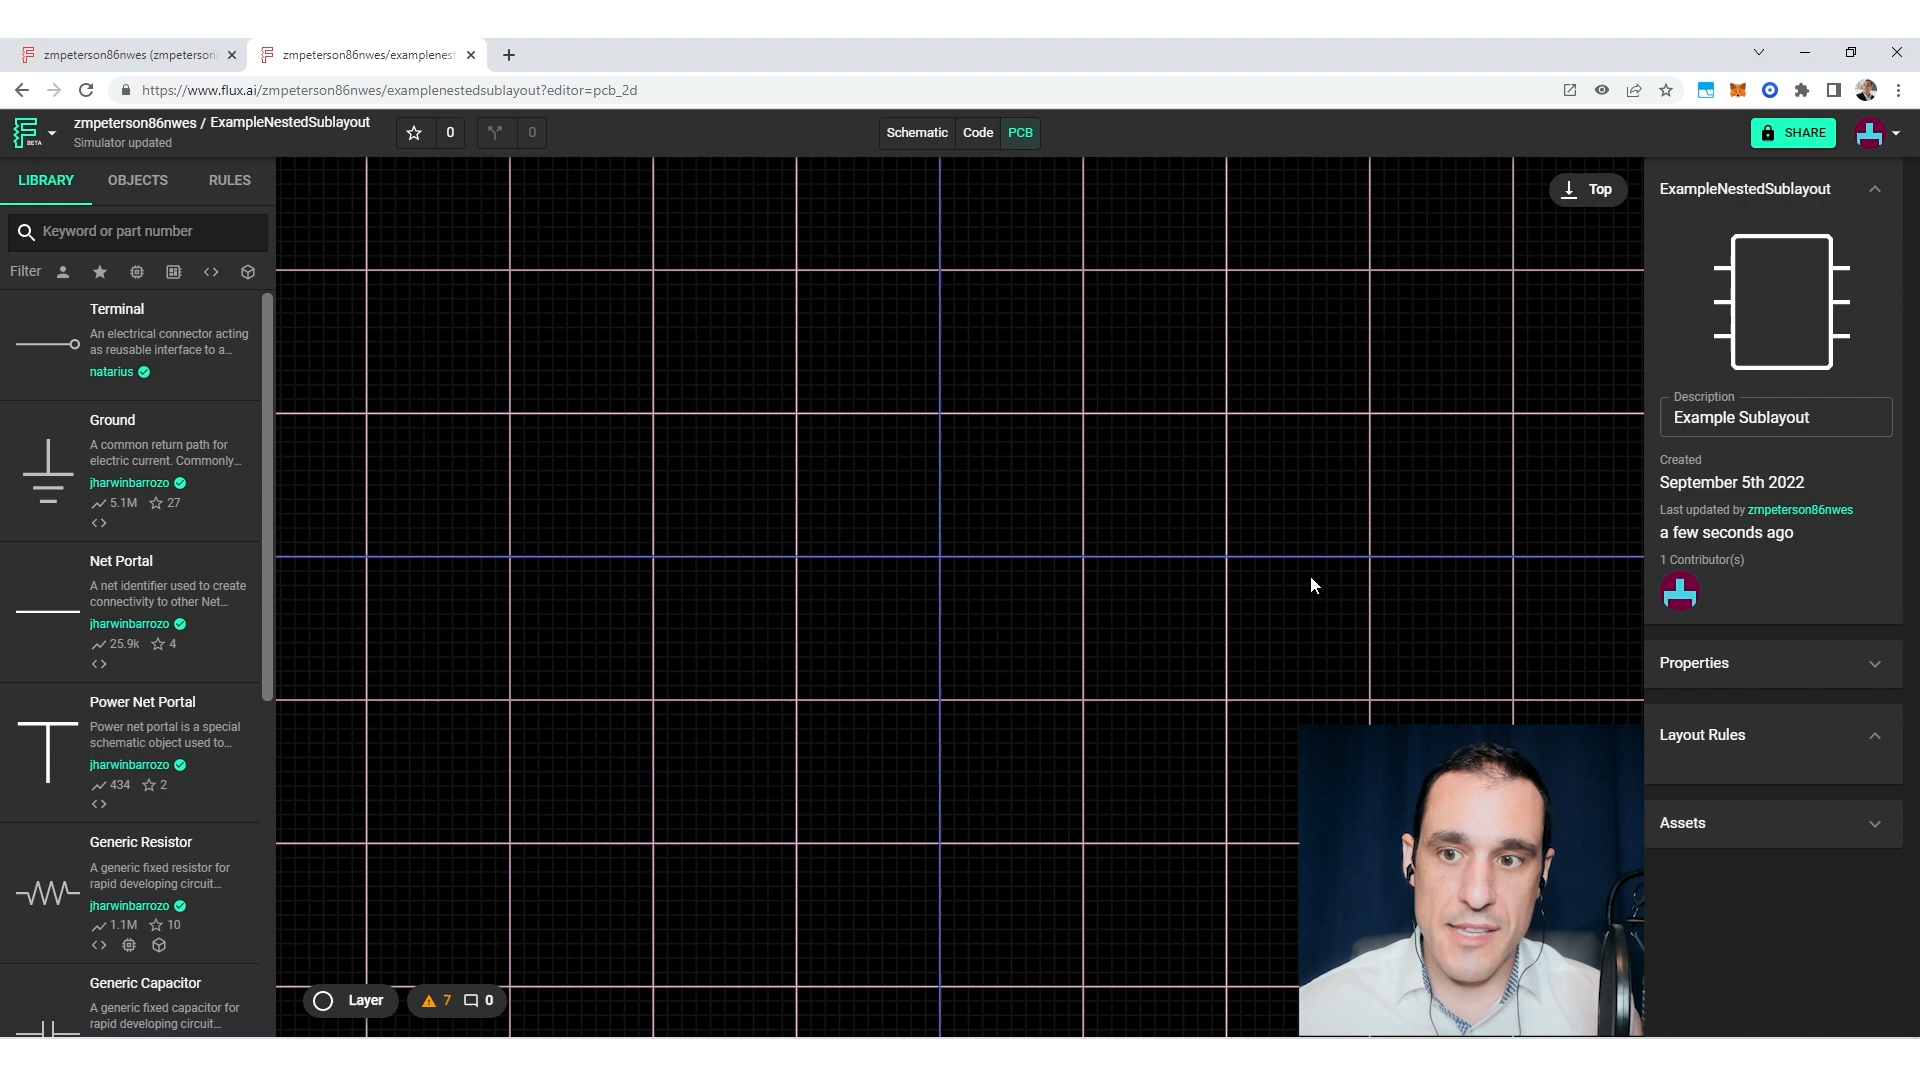 zmpeterson86nwes (zmpeterson
zmpeterson86nwes/examplenest
https://www.flux.ai/zmpeterson86nwes/examplenestedsublayout?editor=pcb_2d
BETA
zmpeterson86nwes / ExampleNestedSublayout
Simulator updated
0
0
Schematic
Code
PCB
SHARE
LIBRARY
OBJECTS
RULES
Keyword or part number
Filter
Terminal
An electrical connector acting
as reusable interface to a...
natarius
Ground
A common return path for
electric current. Commonly...
jharwinbarrozo
5.1M
27
Net Portal
A net identifier used to create
connectivity to other Net...
jharwinbarrozo
25.9k
4
Power Net Portal
Power net portal is a special
schematic object used to...
jharwinbarrozo
434
2
Generic Resistor
A generic fixed resistor for
rapid developing circuit...
jharwinbarrozo
1.1M
10
Generic Capacitor
A generic fixed capacitor for
rapid developing circuit...
Top
Layer
7
0
ExampleNestedSublayout
Description
Example Sublayout
Created
September 5th 2022
Last updated by zmpeterson86nwes
a few seconds ago
1 Contributor(s)
Properties
Layout Rules
Assets